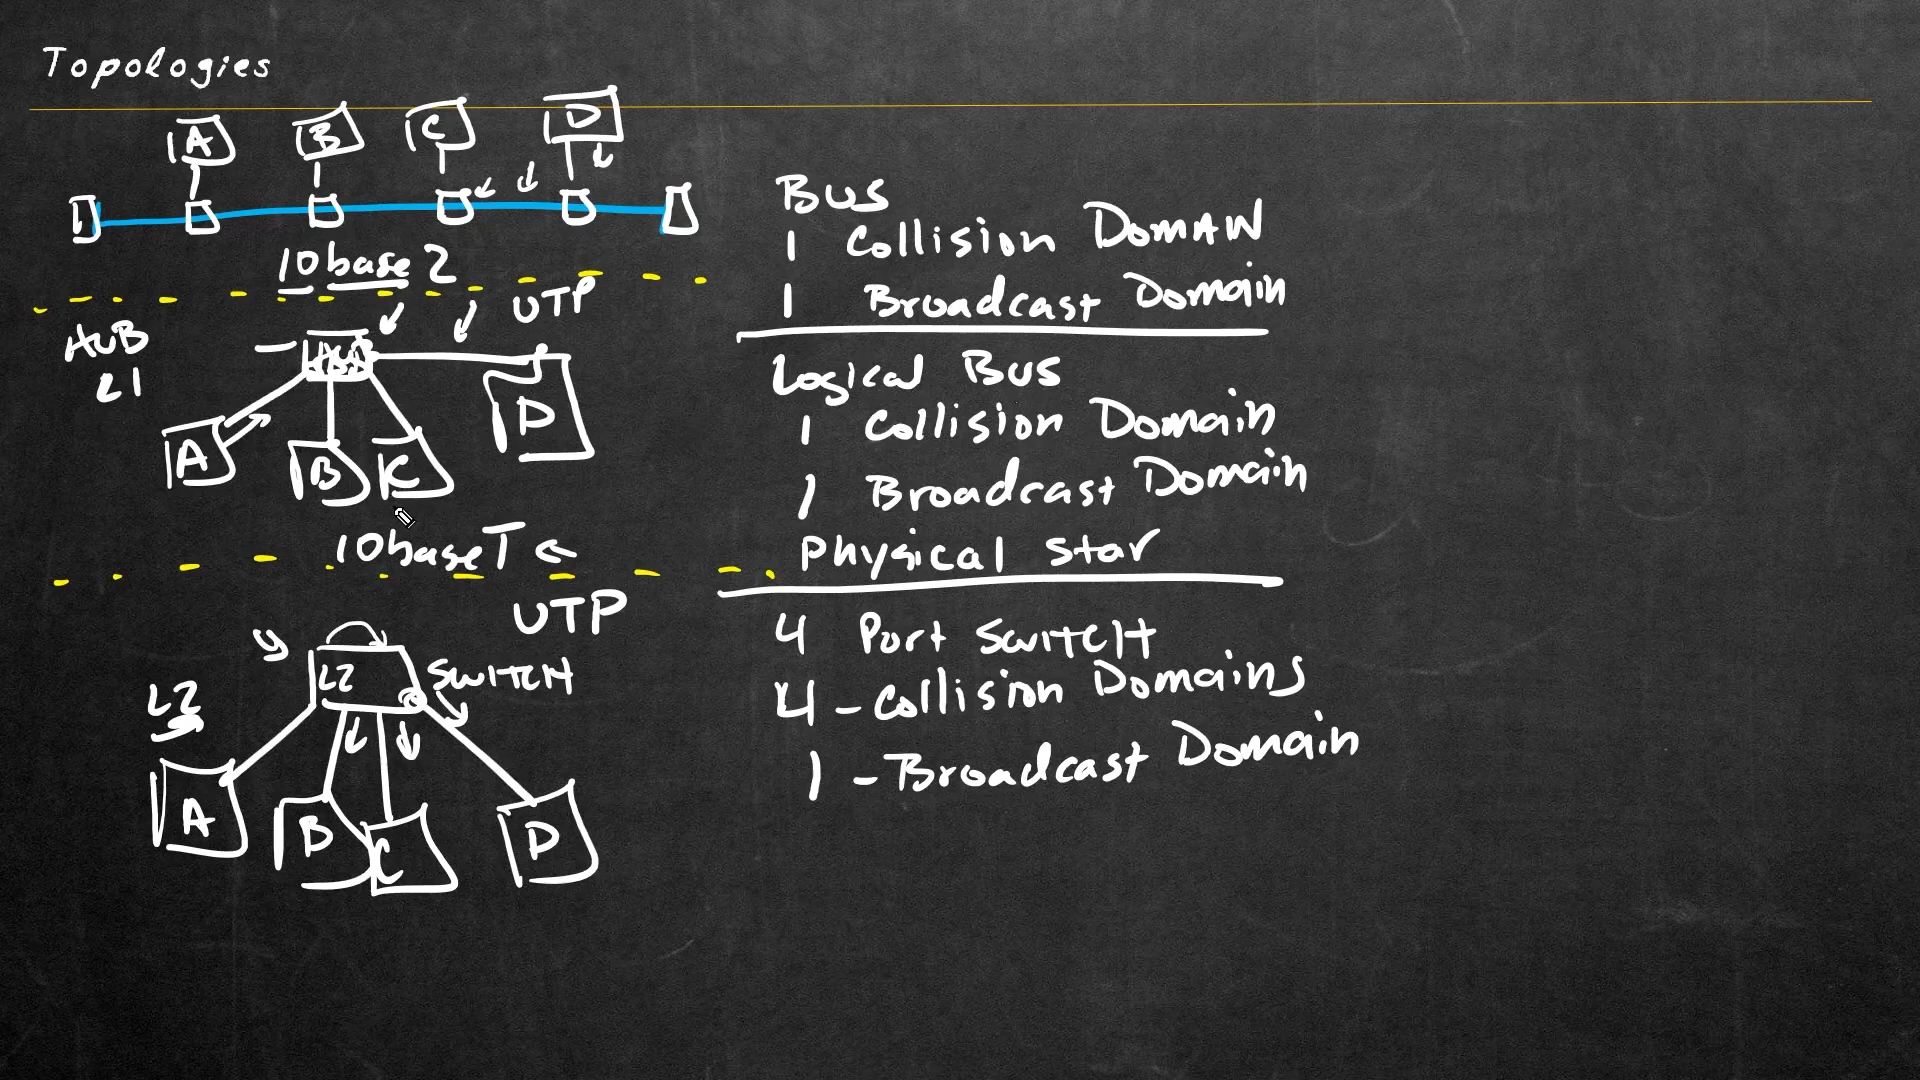 Topologies
A B C D
10base2
Bus
1 Collision Domain
1 Broadcast Domain
HUB
L1
HUB
UTP
A B C D
10baseT ←
Logical Bus
1 Collision Domain
1 Broadcast Domain
Physical Star
UTP
L2
L2 SWITCH
A B C D
4 Port Switch
4 - Collision Domains
1 - Broadcast Domain